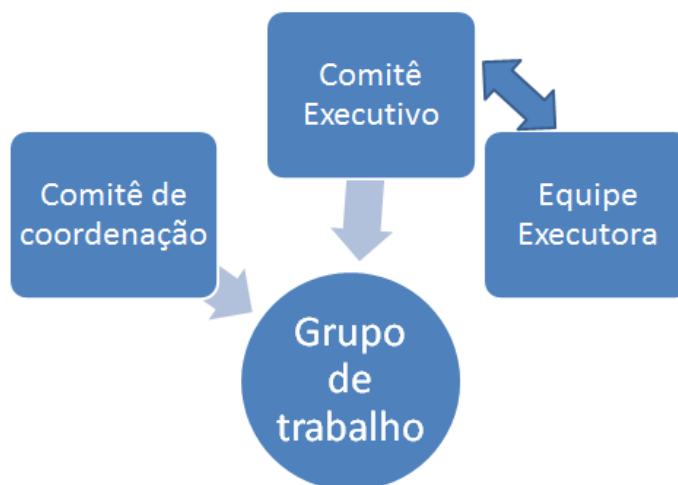 Comitê
Executivo
Comitê de
coordenação
Equipe
Executora
Grupo
de
trabalho